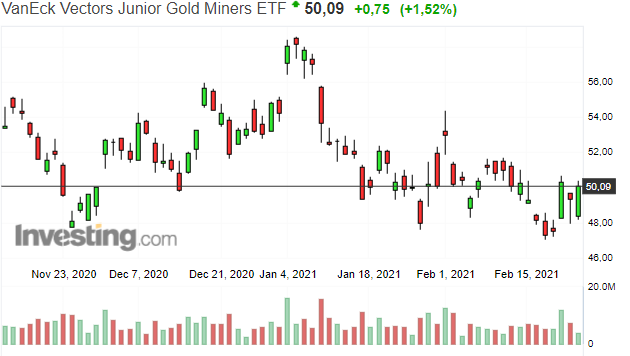 VanEck Vectors Junior Gold Miners ETF 50,09 +0,75 (+1,52%)
56.00
54.00
52.00
50.09
48.00
46.00
Investing.com
Nov 23, 2020 Dec 7, 2020 Dec 21, 2020 Jan 4, 2021 Jan 18, 2021 Feb 1, 2021 Feb 15, 2021
20.0M
0